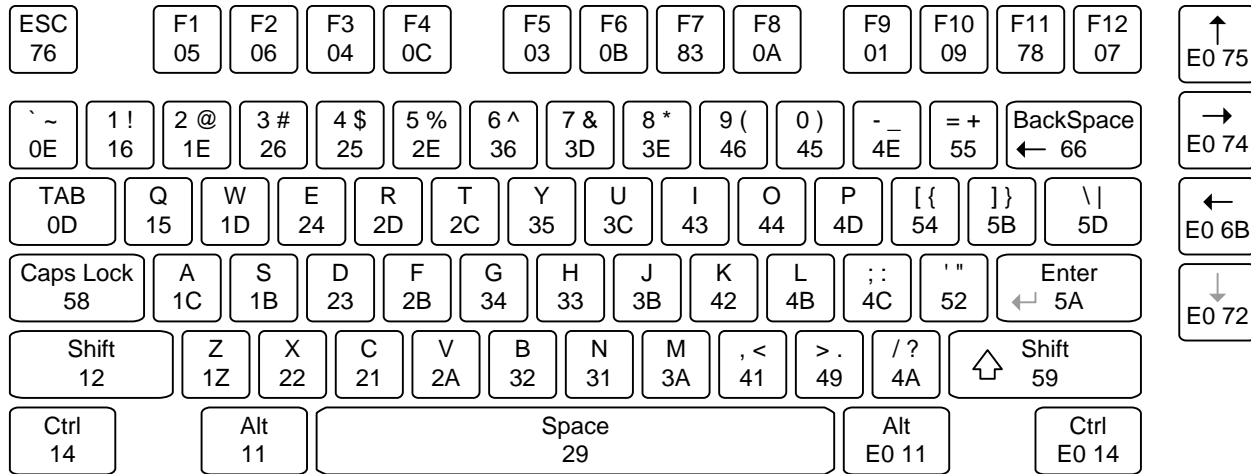 ESC F1 F2 F3 F4 F5 F6 F7 F8 F9 F10 F11 F12
76 05 06 04 0C 03 0B 83 0A 01 09 78 07 E0 75
` ~ 1 ! 2 @ 3 # 4 $ 5 % 6 ^ 7 & 8 * 9 ( 0 ) - _ = + BackSpace
0E 16 1E 26 25 2E 36 3D 3E 46 45 4E 55 66 E0 74
TAB Q W E R T Y U I O P [ { ] } \ |
0D 15 1D 24 2D 2C 35 3C 43 44 4D 54 5B 5D E0 6B
Caps Lock A S D F G H J K L ; : ' " Enter
58 1C 1B 23 2B 34 33 3B 42 4B 4C 52 5A E0 72
Shift Z X C V B N M , < > . / ? Shift
12 1Z 22 21 2A 32 31 3A 41 49 4A 59
Ctrl Alt Space Alt Ctrl
14 11 29 E0 11 E0 14